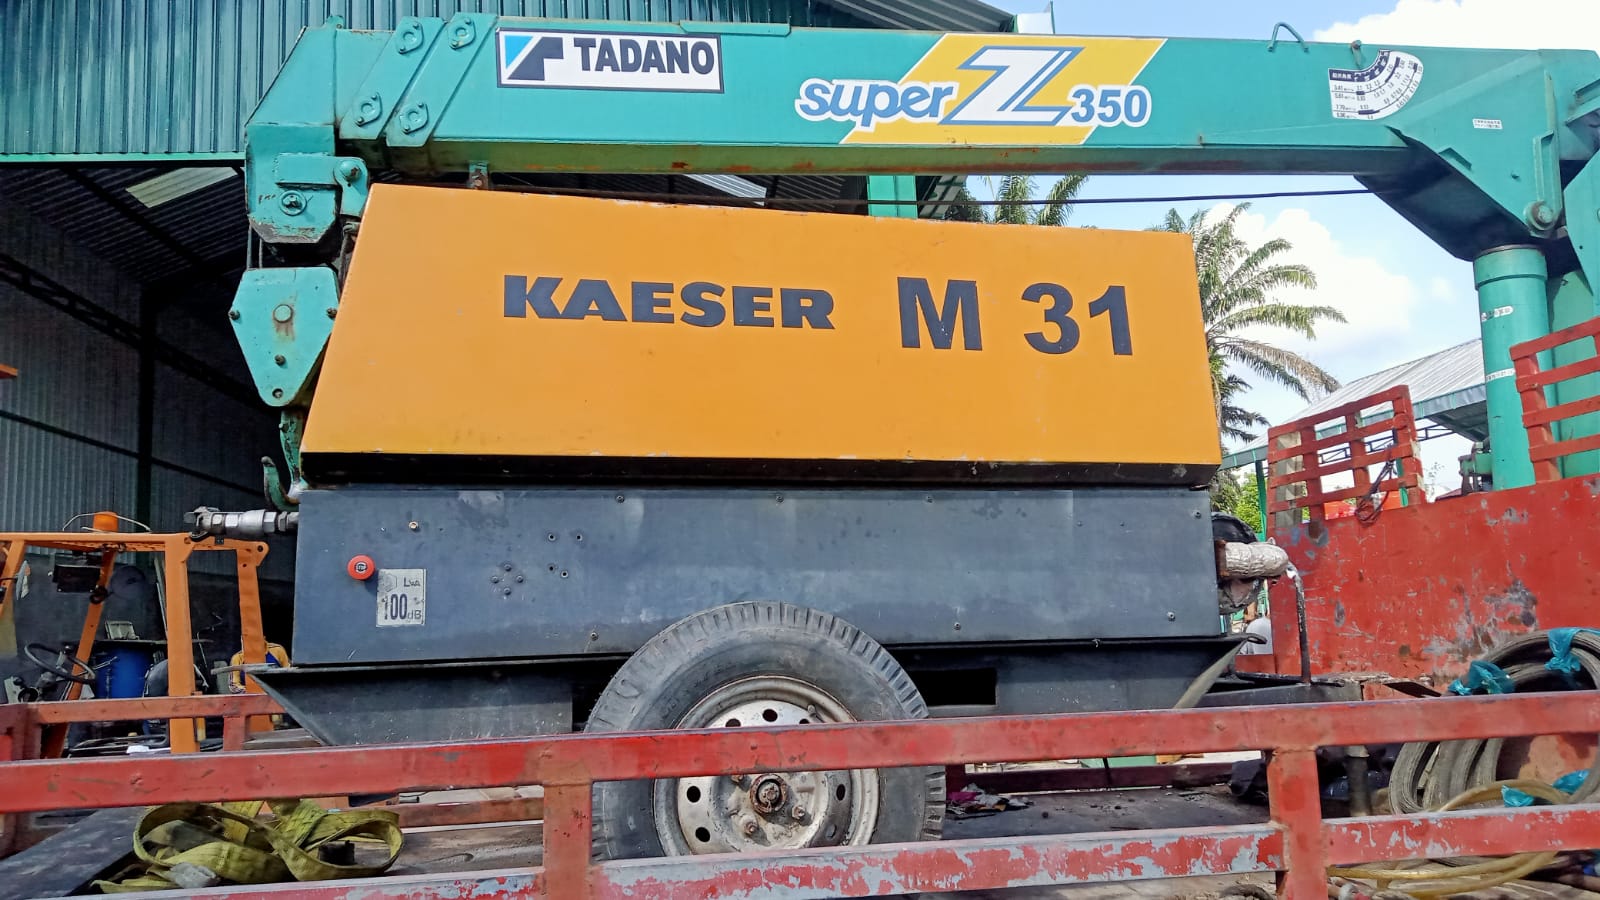 TADANO
super Z 350
KAESER M 31
LWA
100dB